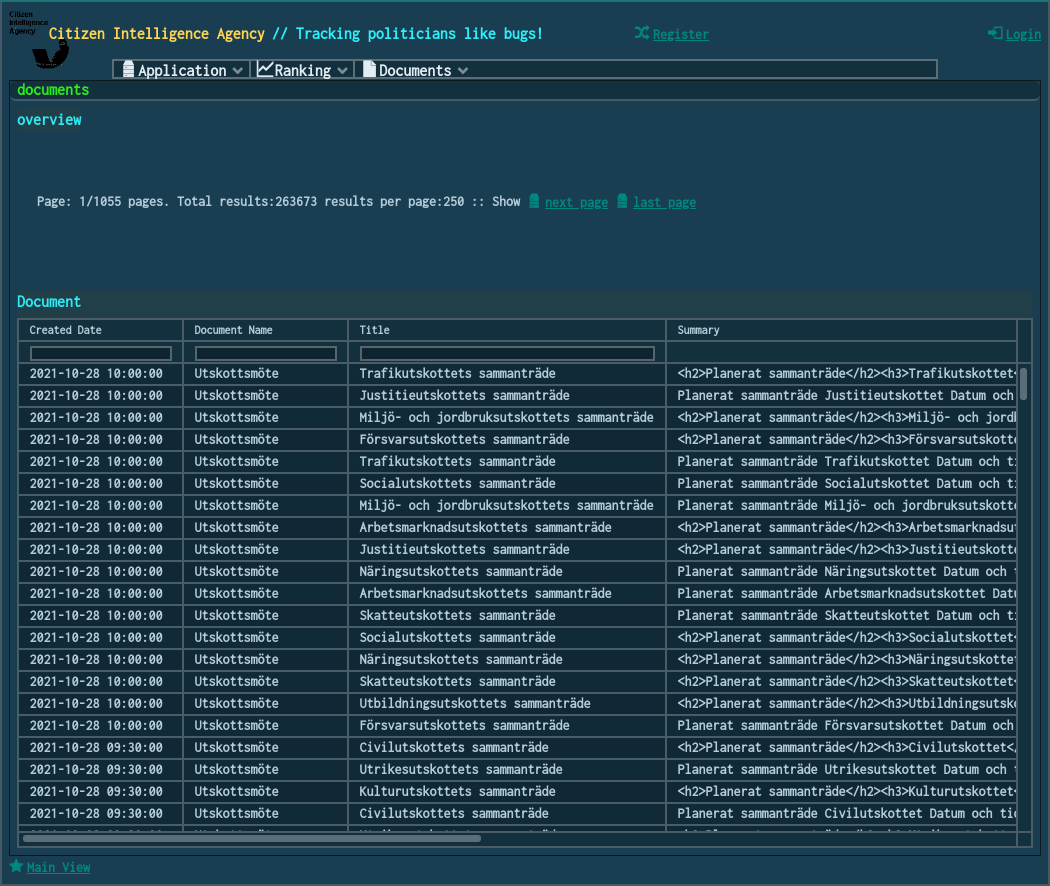 Citizen
Intelligence
Agency
Citizen Intelligence Agency // Tracking politicians like bugs!
Register
Login
Application Ranking Documents
documents
overview
Page: 1/1055 pages. Total results:263673 results per page:250 :: Show next page last page
Document
Created Date Document Name Title Summary
2021-10-28 10:00:00 Utskottsmöte Trafikutskottets sammanträde <h2>Planerat sammanträde</h2><h3>Trafikutskottet<
2021-10-28 10:00:00 Utskottsmöte Justitieutskottets sammanträde Planerat sammanträde Justitieutskottet Datum och
2021-10-28 10:00:00 Utskottsmöte Miljö- och jordbruksutskottets sammanträde <h2>Planerat sammanträde</h2><h3>Miljö- och jord
2021-10-28 10:00:00 Utskottsmöte Försvarsutskottets sammanträde <h2>Planerat sammanträde</h2><h3>Försvarsutskotte
2021-10-28 10:00:00 Utskottsmöte Trafikutskottets sammanträde Planerat sammanträde Trafikutskottet Datum och ti
2021-10-28 10:00:00 Utskottsmöte Socialutskottets sammanträde Planerat sammanträde Socialutskottet Datum och ti
2021-10-28 10:00:00 Utskottsmöte Miljö- och jordbruksutskottets sammanträde Planerat sammanträde Miljö- och jordbruksutskotte
2021-10-28 10:00:00 Utskottsmöte Arbetsmarknadsutskottets sammanträde <h2>Planerat sammanträde</h2><h3>Arbetsmarknadsut
2021-10-28 10:00:00 Utskottsmöte Justitieutskottets sammanträde <h2>Planerat sammanträde</h2><h3>Justitieutskotte
2021-10-28 10:00:00 Utskottsmöte Näringsutskottets sammanträde Planerat sammanträde Näringsutskottet Datum och t
2021-10-28 10:00:00 Utskottsmöte Arbetsmarknadsutskottets sammanträde Planerat sammanträde Arbetsmarknadsutskottet Datu
2021-10-28 10:00:00 Utskottsmöte Skatteutskottets sammanträde Planerat sammanträde Skatteutskottet Datum och ti
2021-10-28 10:00:00 Utskottsmöte Socialutskottets sammanträde <h2>Planerat sammanträde</h2><h3>Socialutskottet<
2021-10-28 10:00:00 Utskottsmöte Näringsutskottets sammanträde <h2>Planerat sammanträde</h2><h3>Näringsutskottet
2021-10-28 10:00:00 Utskottsmöte Skatteutskottets sammanträde <h2>Planerat sammanträde</h2><h3>Skatteutskottet<
2021-10-28 10:00:00 Utskottsmöte Utbildningsutskottets sammanträde <h2>Planerat sammanträde</h2><h3>Utbildningsutsko
2021-10-28 10:00:00 Utskottsmöte Försvarsutskottets sammanträde Planerat sammanträde Försvarsutskottet Datum och
2021-10-28 09:30:00 Utskottsmöte Civilutskottets sammanträde <h2>Planerat sammanträde</h2><h3>Civilutskottet</
2021-10-28 09:30:00 Utskottsmöte Utrikesutskottets sammanträde Planerat sammanträde Utrikesutskottet Datum och t
2021-10-28 09:30:00 Utskottsmöte Kulturutskottets sammanträde <h2>Planerat sammanträde</h2><h3>Kulturutskottet<
2021-10-28 09:30:00 Utskottsmöte Civilutskottets sammanträde Planerat sammanträde Civilutskottet Datum och tid
Main View